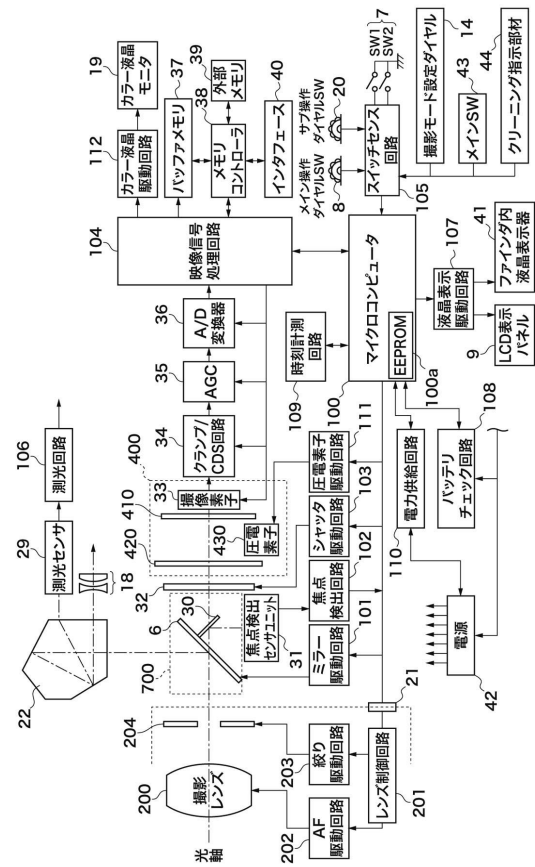 112
19
カラー液晶
駆動回路
カラー液晶
モニタ
37
バッファメモリ
38
39
メモリ
コントローラ
外部
メモリ
40
インタフェース
104
映像信号
処理回路
36
A/D
変換器
35
AGC
34
クランプ/
CDS回路
400
33
撮像素子
410
420
430
圧電素子
32
106
測光回路
29
測光センサ
18
22
6
30
700
31
焦点検出
センサユニット
204
200
撮影
レンズ
光軸
7
SW1
SW2
20
サブ操作
ダイヤルSW
メイン操作
ダイヤルSW
8
スイッチセンス
回路
105
14
撮影モード設定ダイヤル
43
メインSW
44
クリーニング指示部材
109
時刻計測
回路
100
マイクロコンピュータ
EEPROM
100a
107
液晶表示
駆動回路
41
ファインダ内
液晶表示器
9
LCD表示
パネル
111
圧電素子
駆動回路
103
シャッタ
駆動回路
102
焦点
検出回路
101
ミラー
駆動回路
110
電力供給回路
108
バッテリ
チェック回路
42
電源
21
203
絞り
駆動回路
202
AF
駆動回路
201
レンズ制御回路